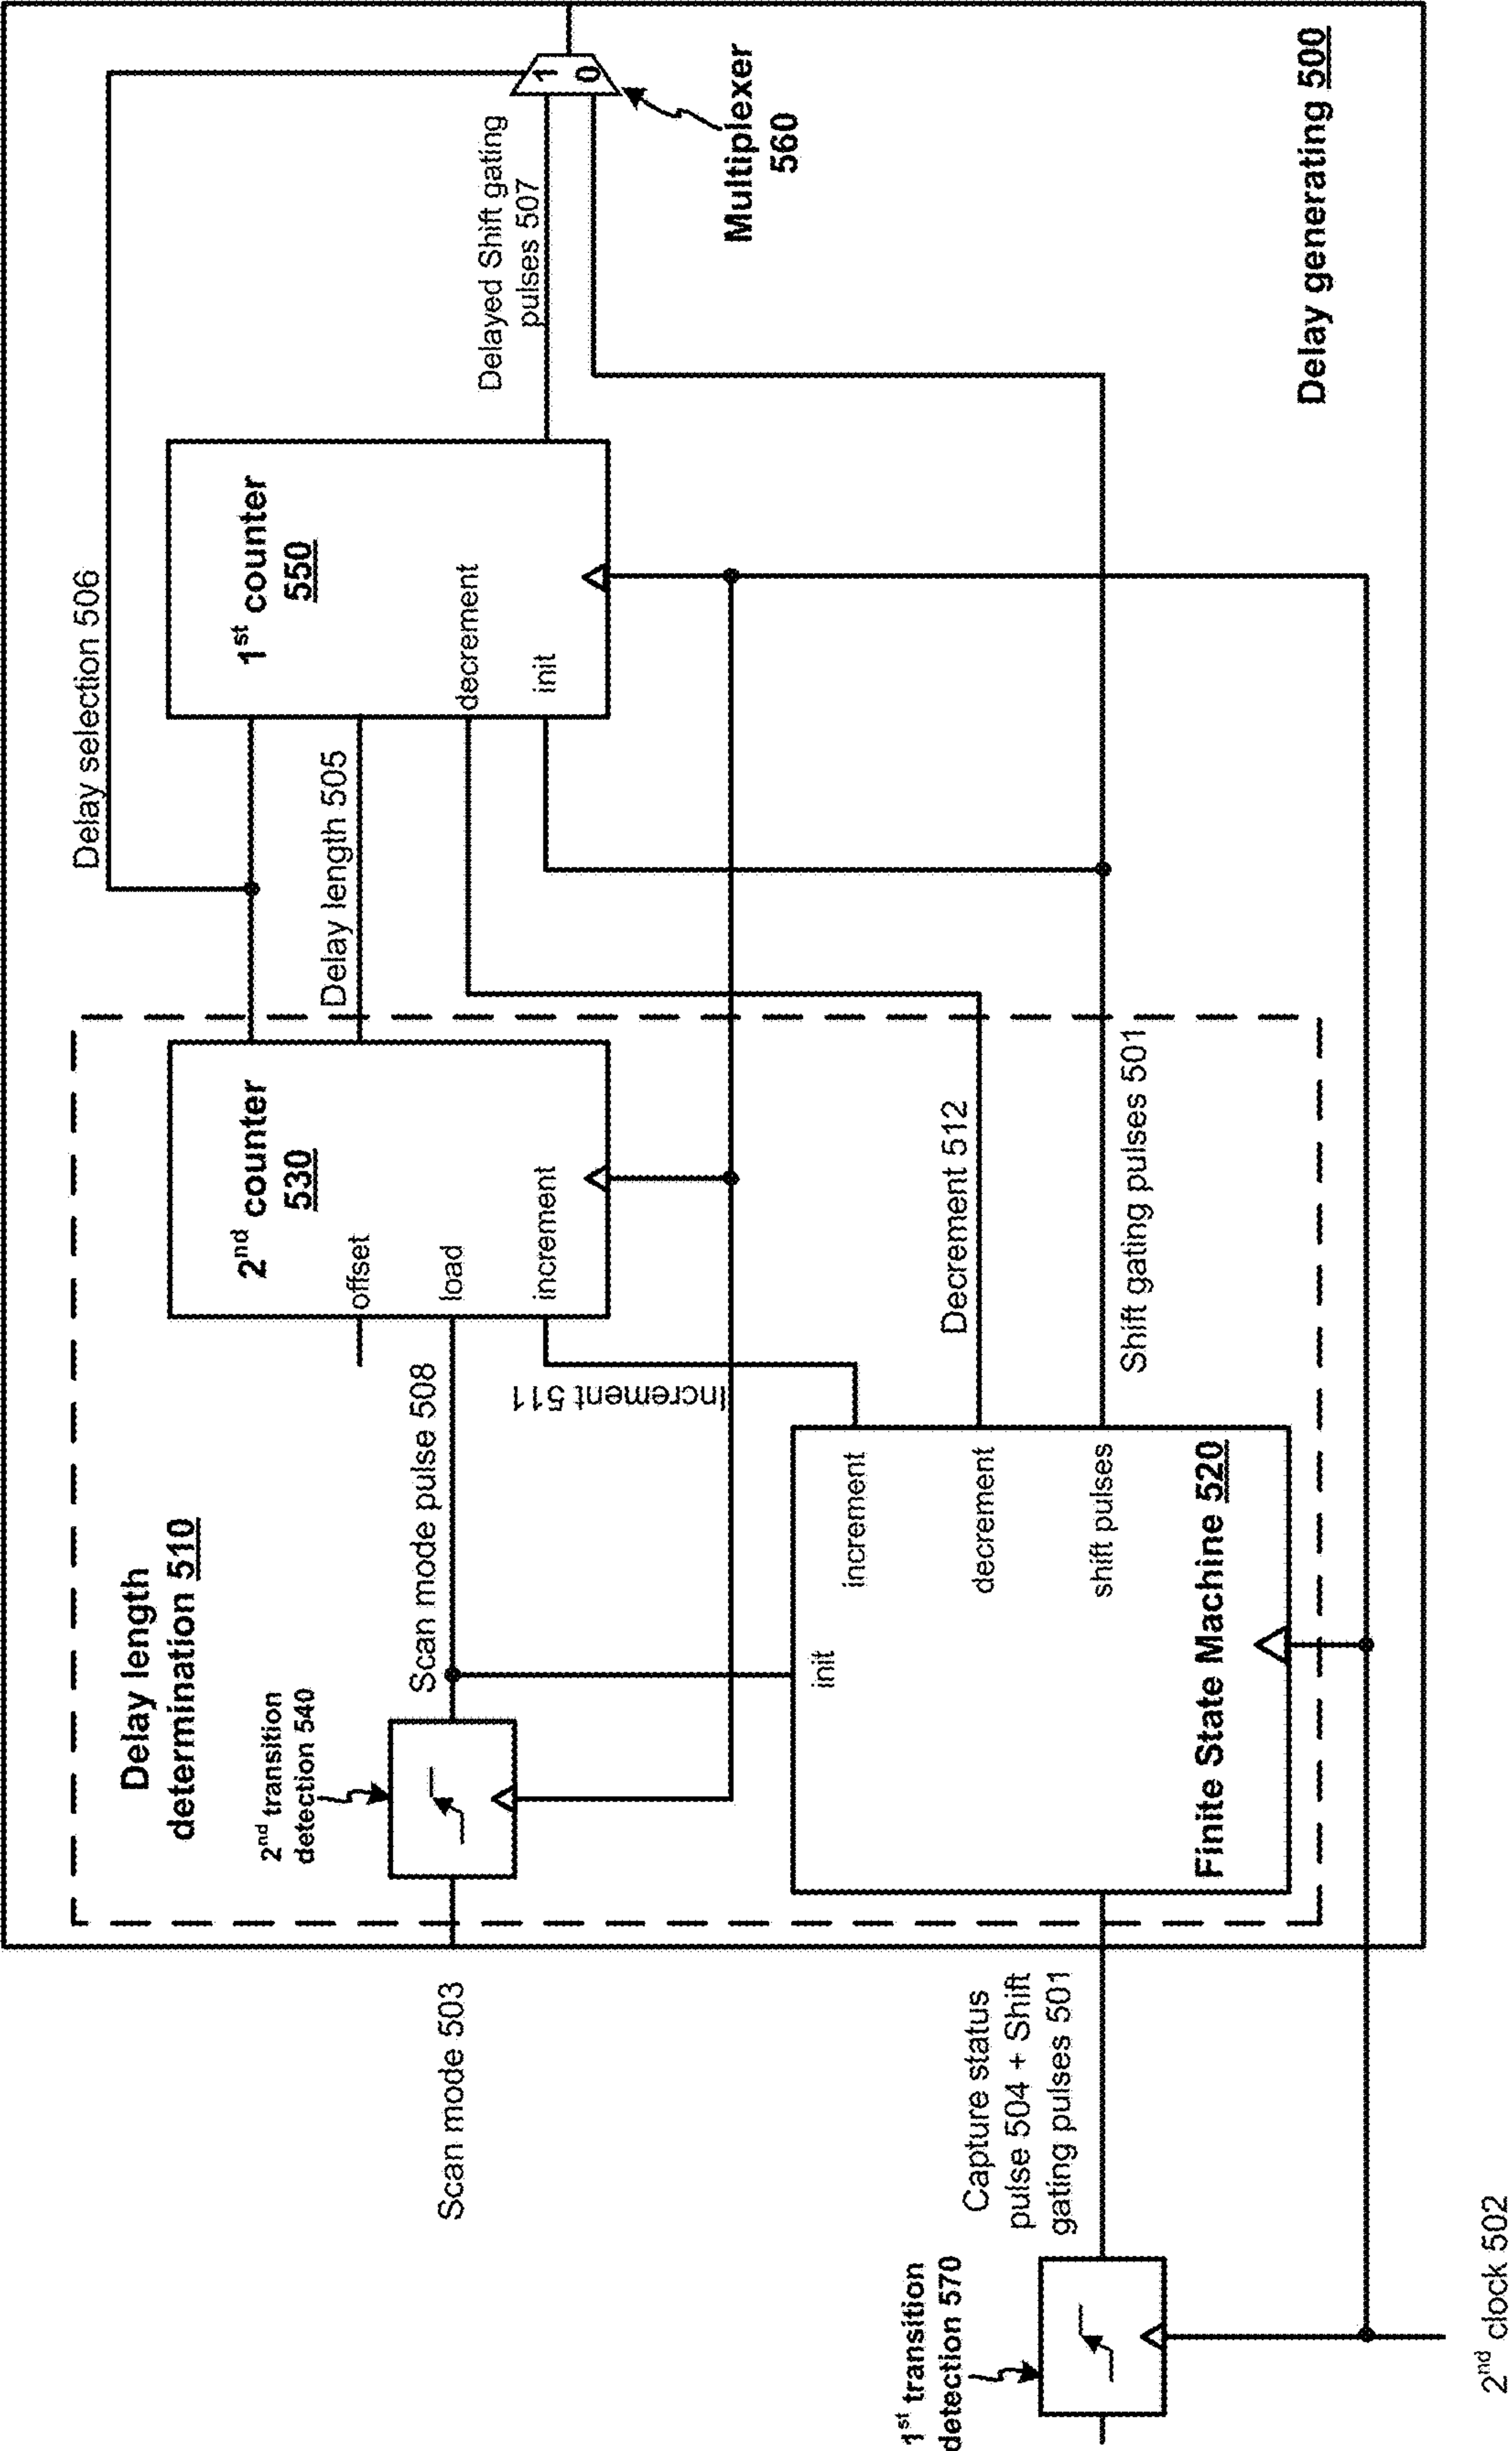 Delay length
determination 510
2nd transition
detection 540
Scan mode 503
Scan mode pulse 508
2nd counter
530
offset
load
increment
Increment 511
Delay selection 506
Delay length 505
1st counter
550
decrement
init
Delayed Shift gating
pulses 507
1
0
Multiplexer
560
1st transition
detection 570
Capture status
pulse 504 + Shift
gating pulses 501
init
increment
decrement
shift pulses
Finite State Machine 520
Decrement 512
Shift gating pulses 501
Delay generating 500
2nd clock 502